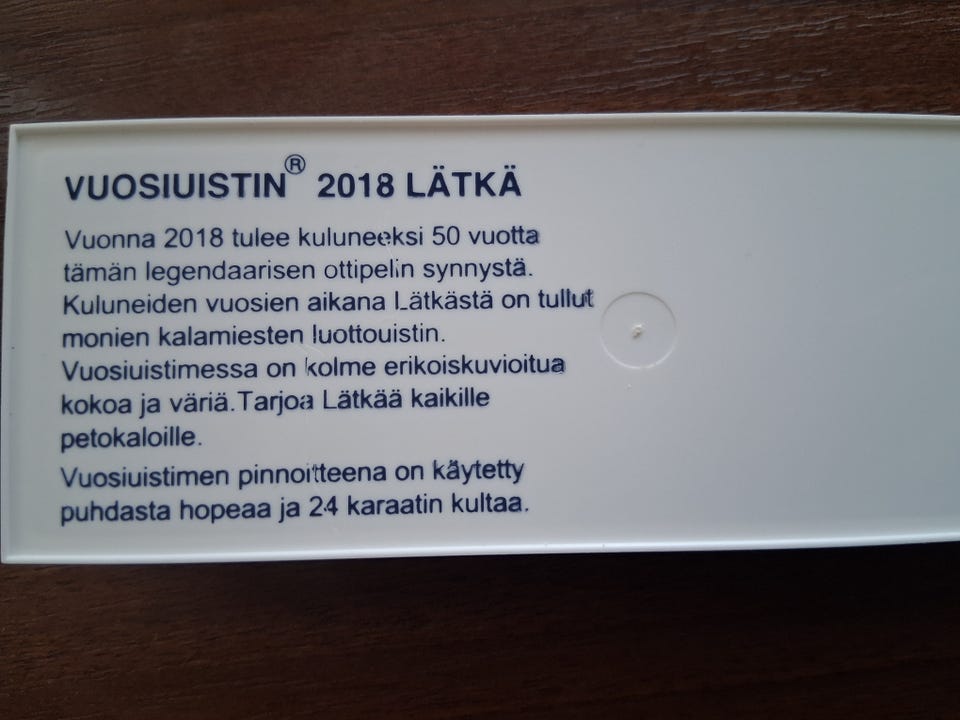 VUOSIUISTIN® 2018 LÄTKÄ
Vuonna 2018 tulee kuluneeksi 50 vuotta
tämän legendaarisen ottipelin synnystä.
Kuluneiden vuosien aikana Lätkästä on tullut
monien kalamiesten luottouistin.
Vuosiuistimessa on kolme erikoiskuvioitua
kokoa ja väriä.Tarjoa Lätkää kaikille
petokaloille.
Vuosiuistimen pinnoitteena on käytetty
puhdasta hopeaa ja 24 karaatin kultaa.